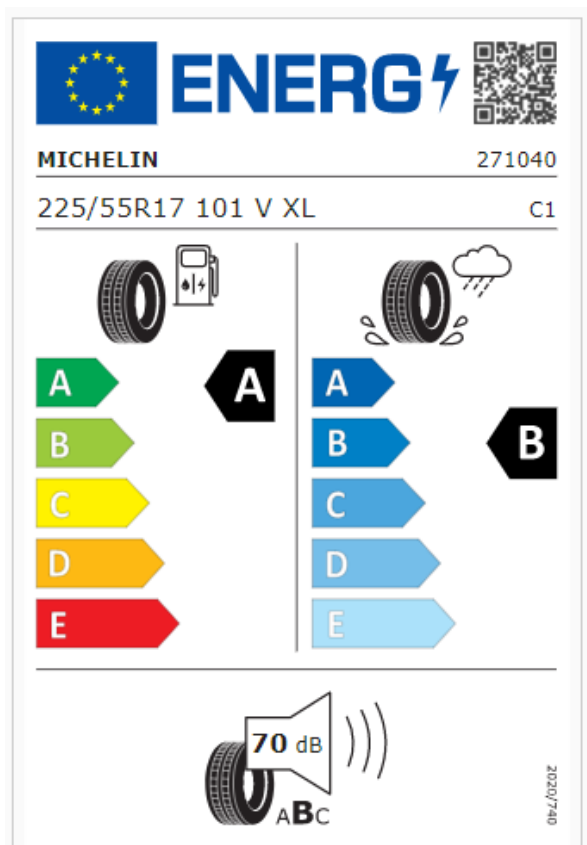 ENERG
MICHELIN 271040
225/55R17 101 V XL C1
A A
B
C
D
E
A
B B
C
D
E
70 dB
ABC
2020/740